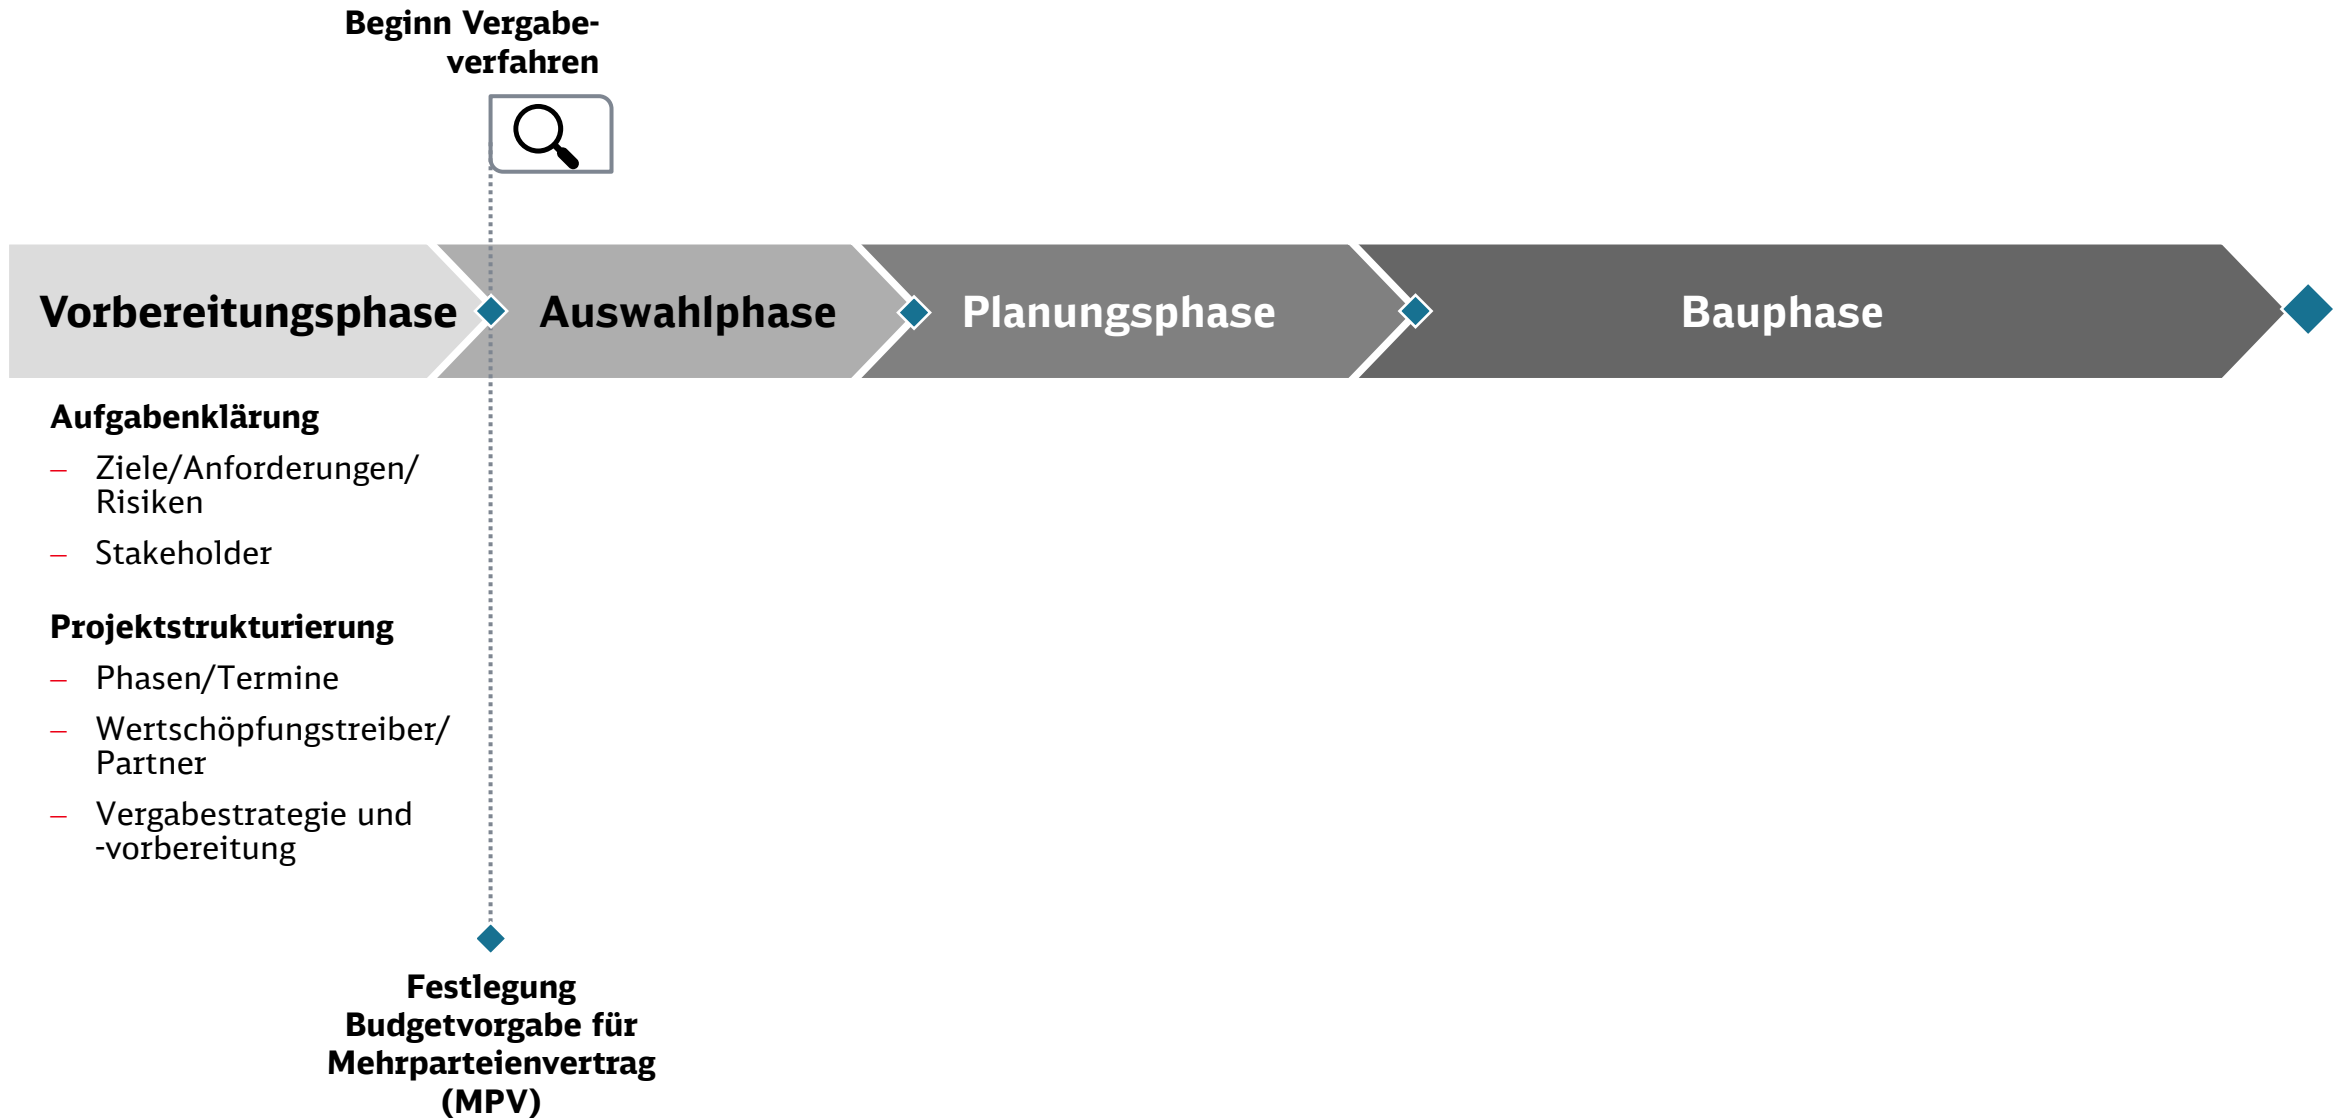 Beginn Vergabe-
verfahren
Vorbereitungsphase
Auswahlphase
Planungsphase
Bauphase
Aufgabenklärung
– Ziele/Anforderungen/
Risiken
– Stakeholder
Projektstrukturierung
– Phasen/Termine
– Wertschöpfungstreiber/
Partner
– Vergabestrategie und
-vorbereitung
Festlegung
Budgetvorgabe für
Mehrparteienvertrag
(MPV)